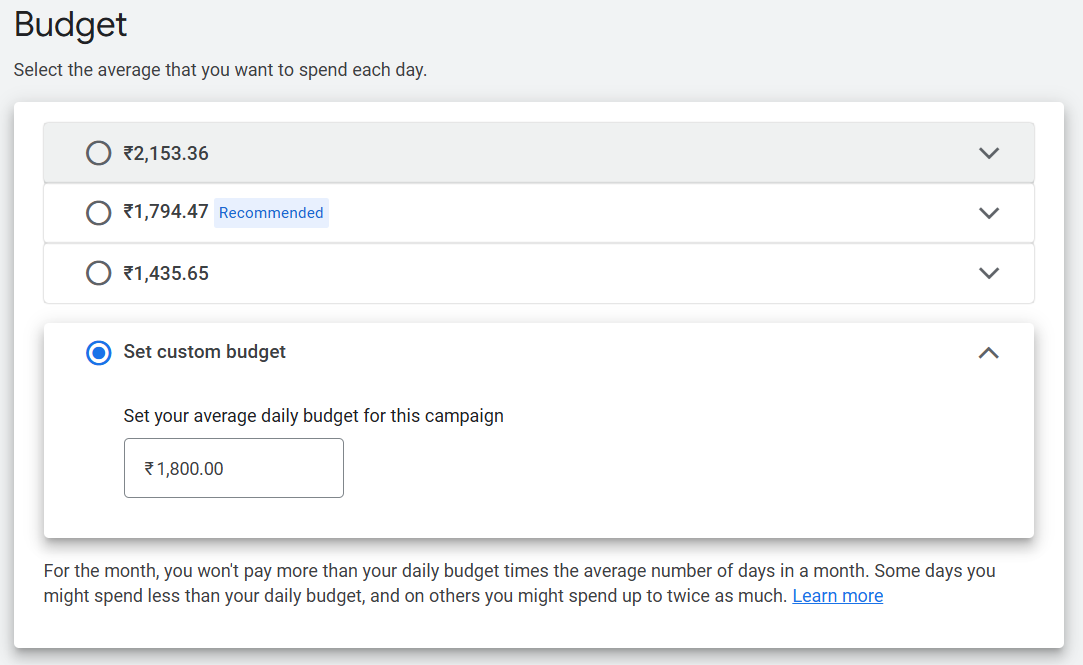 Budget
Select the average that you want to spend each day.
₹2,153.36
₹1,794.47 Recommended
₹1,435.65
Set custom budget
Set your average daily budget for this campaign
₹1,800.00
For the month, you won't pay more than your daily budget times the average number of days in a month. Some days you
might spend less than your daily budget, and on others you might spend up to twice as much. Learn more